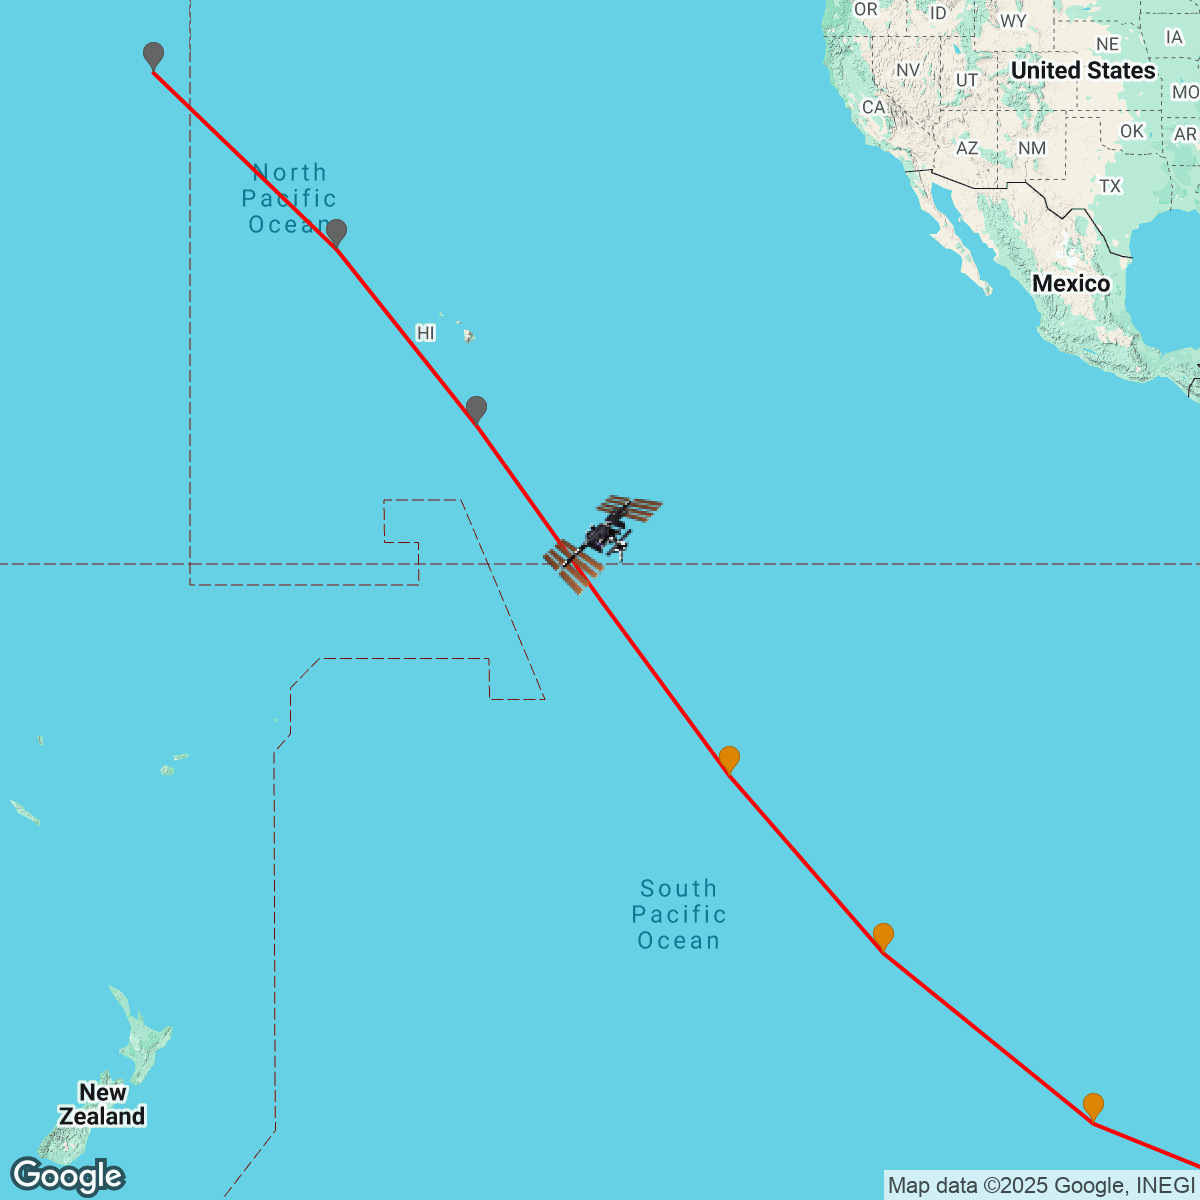 OR
ID
WY
NE
IA
United States
NV
UT
MO
CA
OK
AR
AZ
NM
TX
North
Pacific
Ocean
Mexico
HI
South
Pacific
Ocean
New
Zealand
Google
Map data ©2025 Google, INEGI